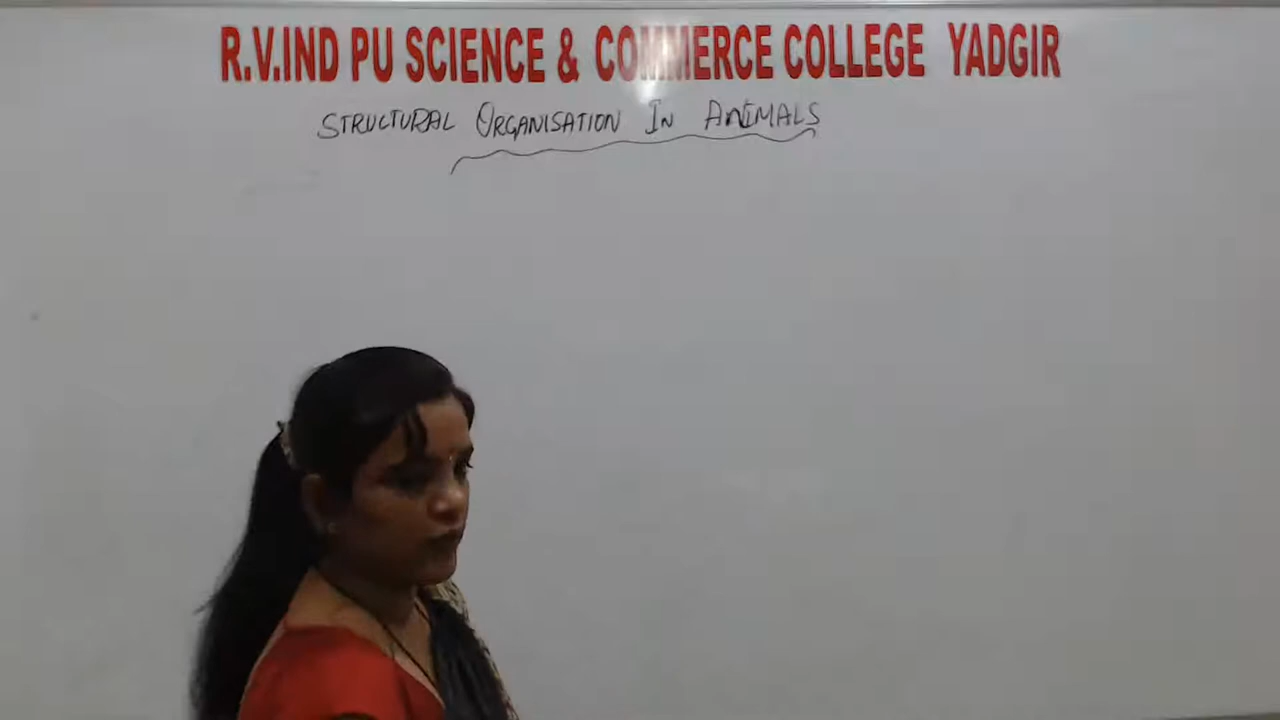 R.V.IND PU SCIENCE & COMMERCE COLLEGE YADGIR
STRUCTURAL ORGANISATION IN ANIMALS